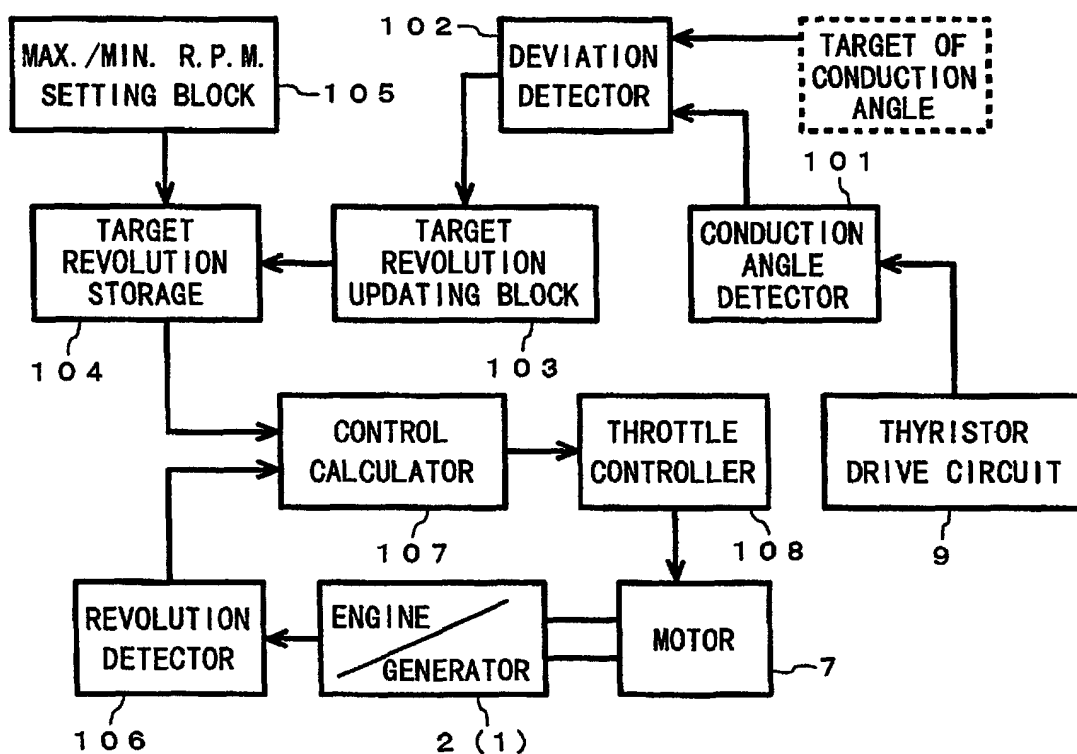 MAX./MIN. R.P.M.
SETTING BLOCK
105
102
DEVIATION
DETECTOR
TARGET OF
CONDUCTION
ANGLE
101
TARGET
REVOLUTION
STORAGE
104
TARGET
REVOLUTION
UPDATING BLOCK
103
CONDUCTION
ANGLE
DETECTOR
CONTROL
CALCULATOR
107
THROTTLE
CONTROLLER
108
THYRISTOR
DRIVE CIRCUIT
9
REVOLUTION
DETECTOR
106
ENGINE
GENERATOR
2(1)
MOTOR
7